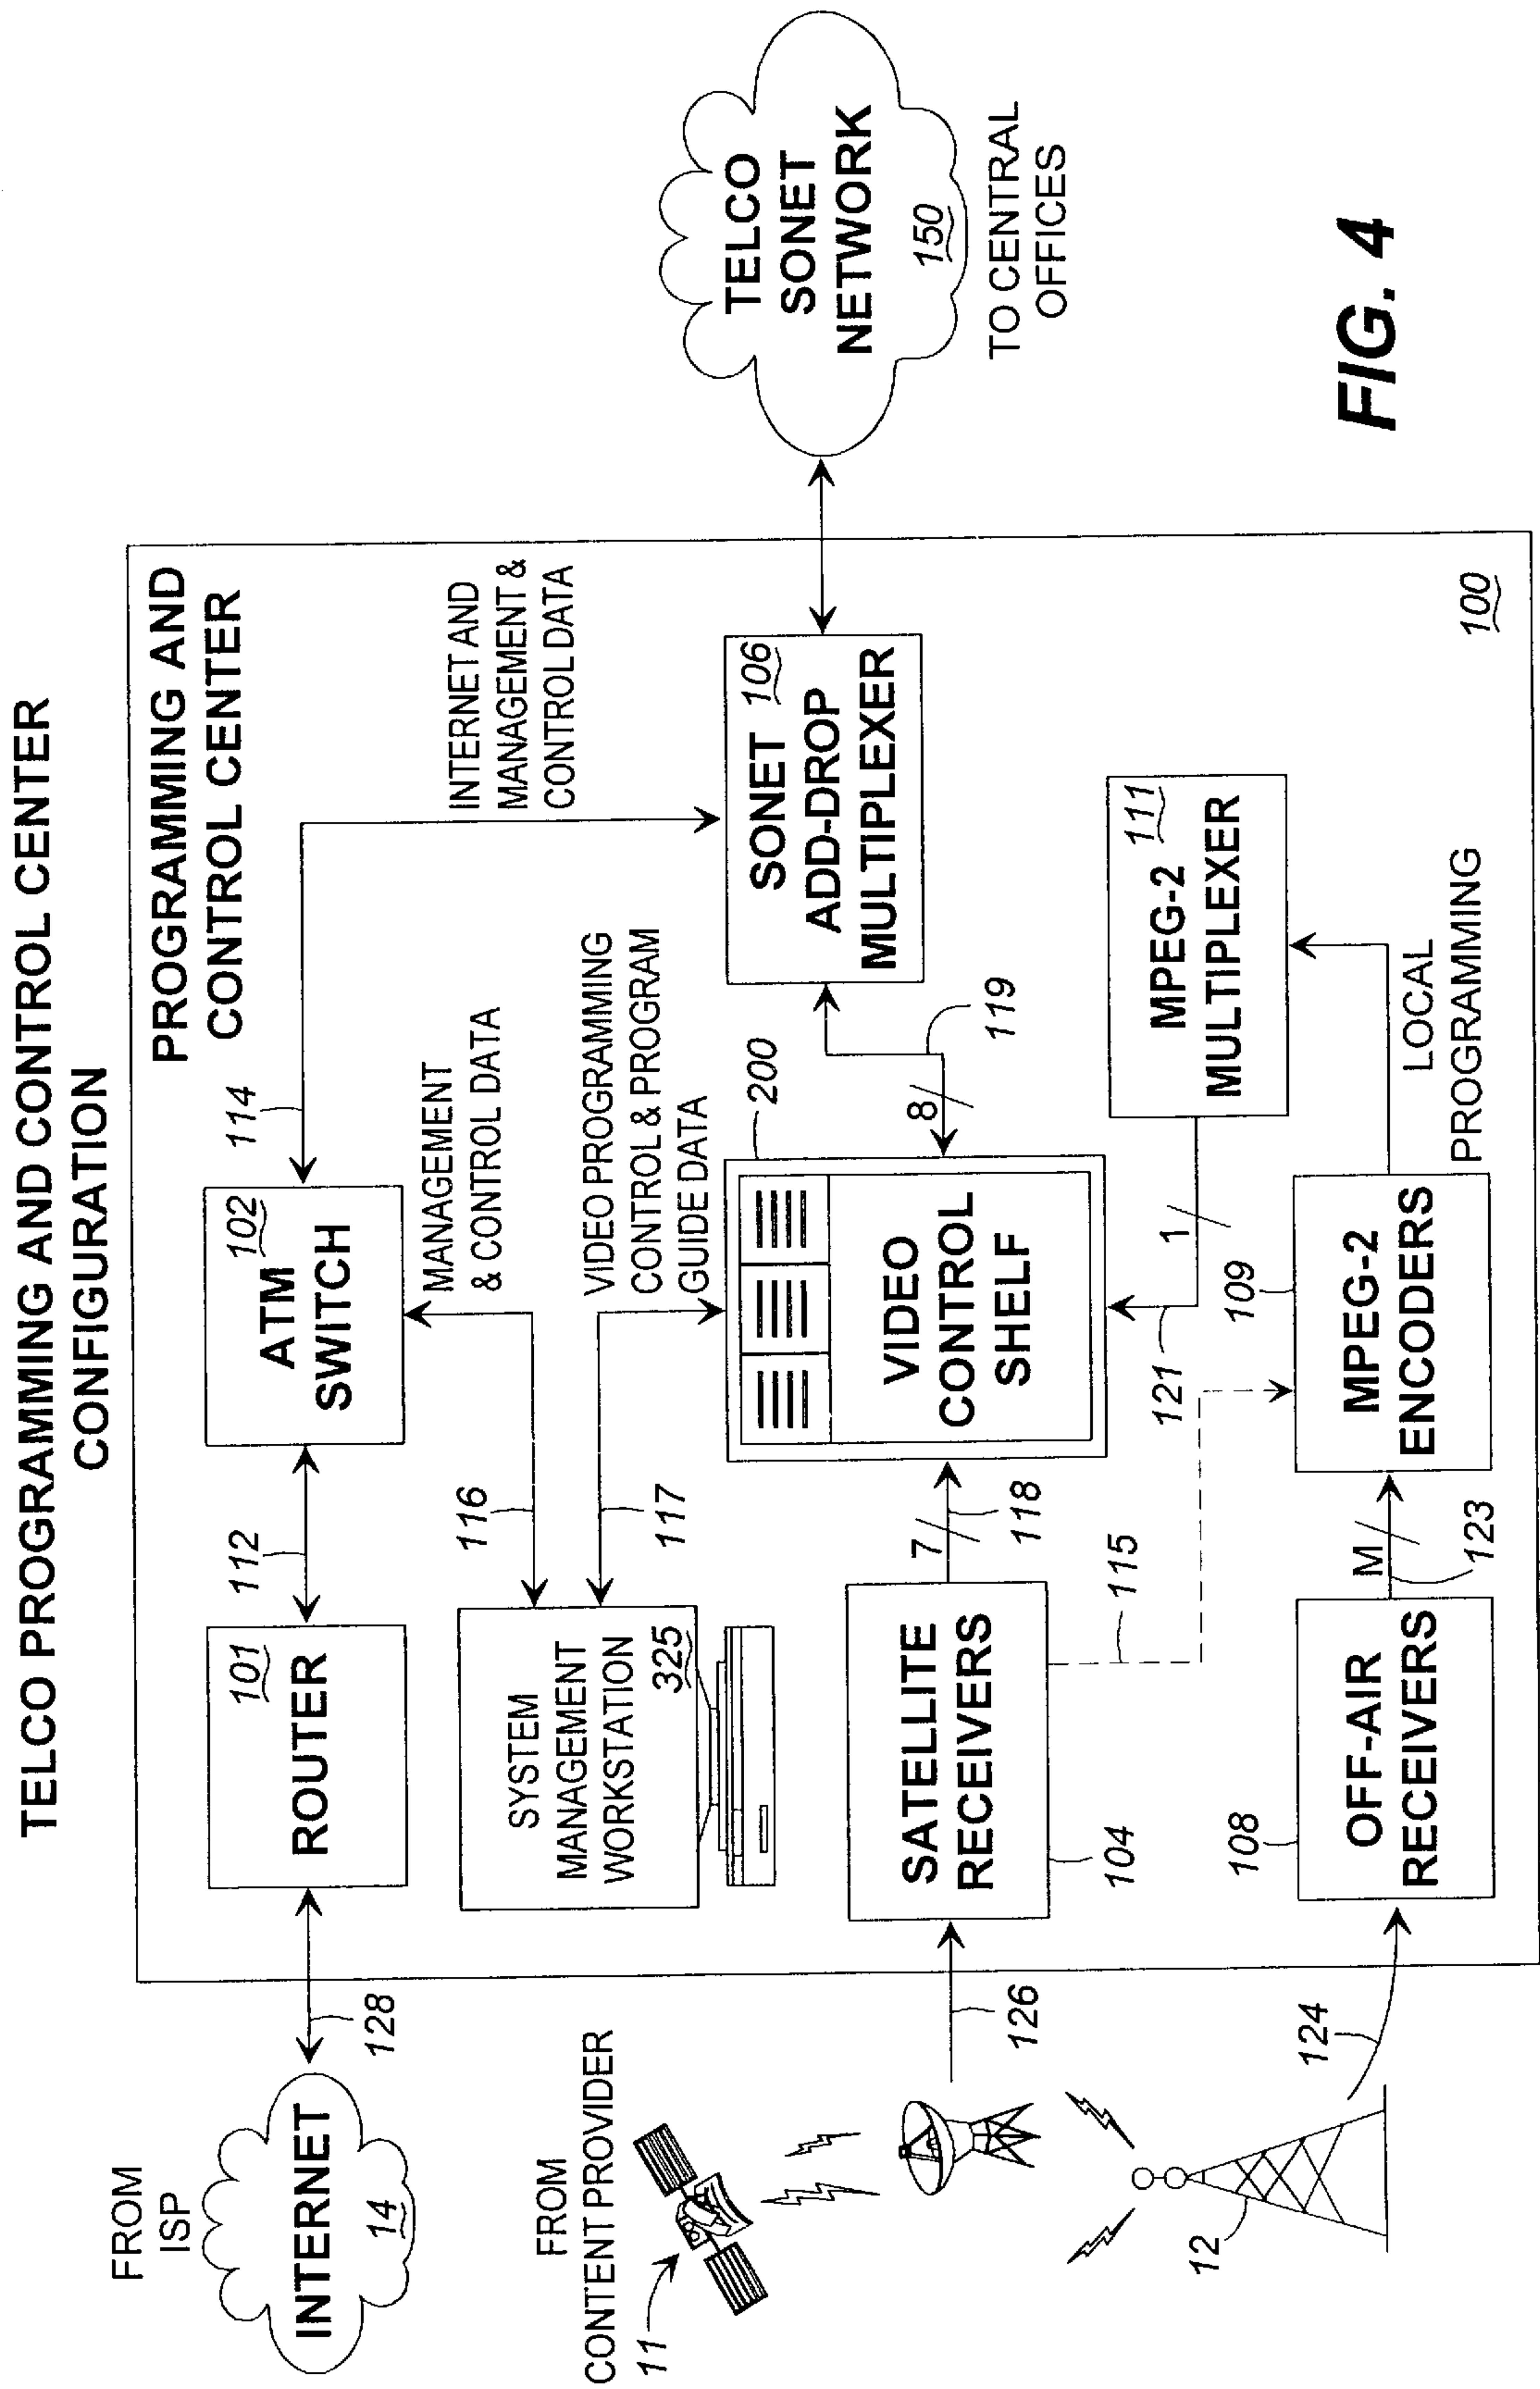 TELCO PROGRAMMING AND CONTROL CENTER
CONFIGURATION
PROGRAMMING AND
CONTROL CENTER
FROM
ISP
INTERNET
14
128
ROUTER
101
112
ATM
SWITCH
102
114
INTERNET AND
MANAGEMENT &
CONTROL DATA
SYSTEM
MANAGEMENT
WORKSTATION
325
116
MANAGEMENT
& CONTROL DATA
117
VIDEO PROGRAMING
CONTROL & PROGRAM
GUIDE DATA
FROM
CONTENT PROVIDER
11
126
SATELLITE
RECEIVERS
104
7
118
115
VIDEO
CONTROL
SHELF
200
8
119
SONET
ADD-DROP
MULTIPLEXER
106
TELCO
SONET
NETWORK
150
TO CENTRAL
OFFICES
12
124
OFF-AIR
RECEIVERS
108
M
123
MPEG-2
ENCODERS
109
121
1
LOCAL
PROGRAMMING
MPEG-2
MULTIPLEXER
111
100
FIG. 4